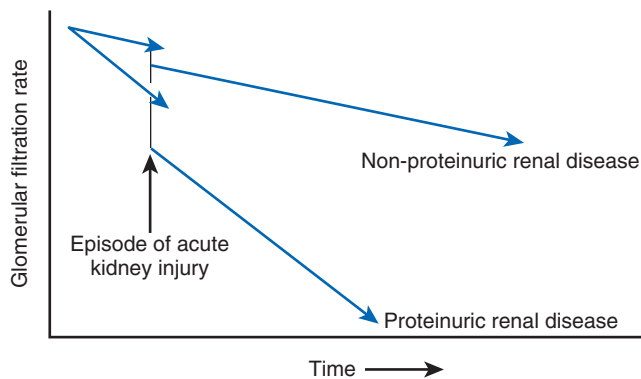 Glomerular filtration rate
Non-proteinuric renal disease
Episode of acute
kidney injury
Proteinuric renal disease
Time